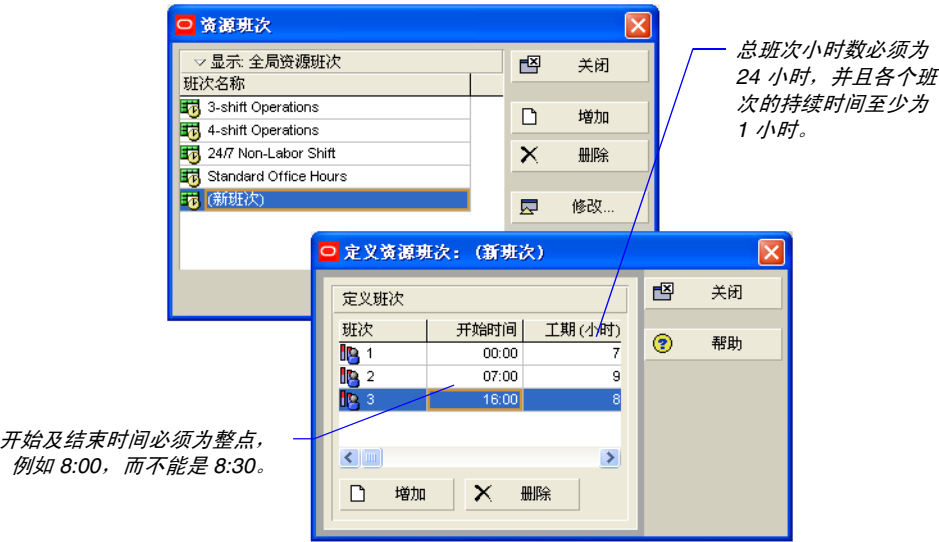 资源班次
显示: 全局资源班次
班次名称
3-shift Operations
4-shift Operations
24/7 Non-Labor Shift
Standard Office Hours
(新班次)
关闭
增加
删除
修改...
总班次小时数必须为
24 小时，并且各个班
次的持续时间至少为
1 小时。
定义资源班次: (新班次)
定义班次
班次 开始时间 工期(小时)
1 00:00 7
2 07:00 9
3 16:00 8
增加 删除
关闭
帮助
开始及结束时间必须为整点，
例如 8:00，而不能是 8:30。